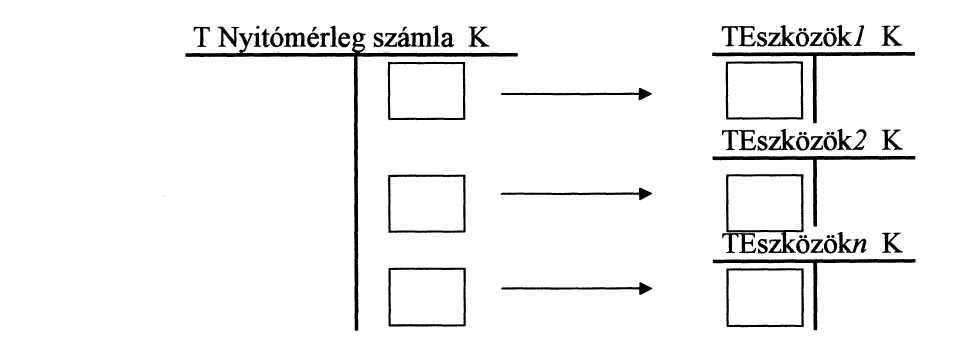 T Nyitómérleg számla K
TEszközök1 K
TEszközök2 K
TEszközökn K